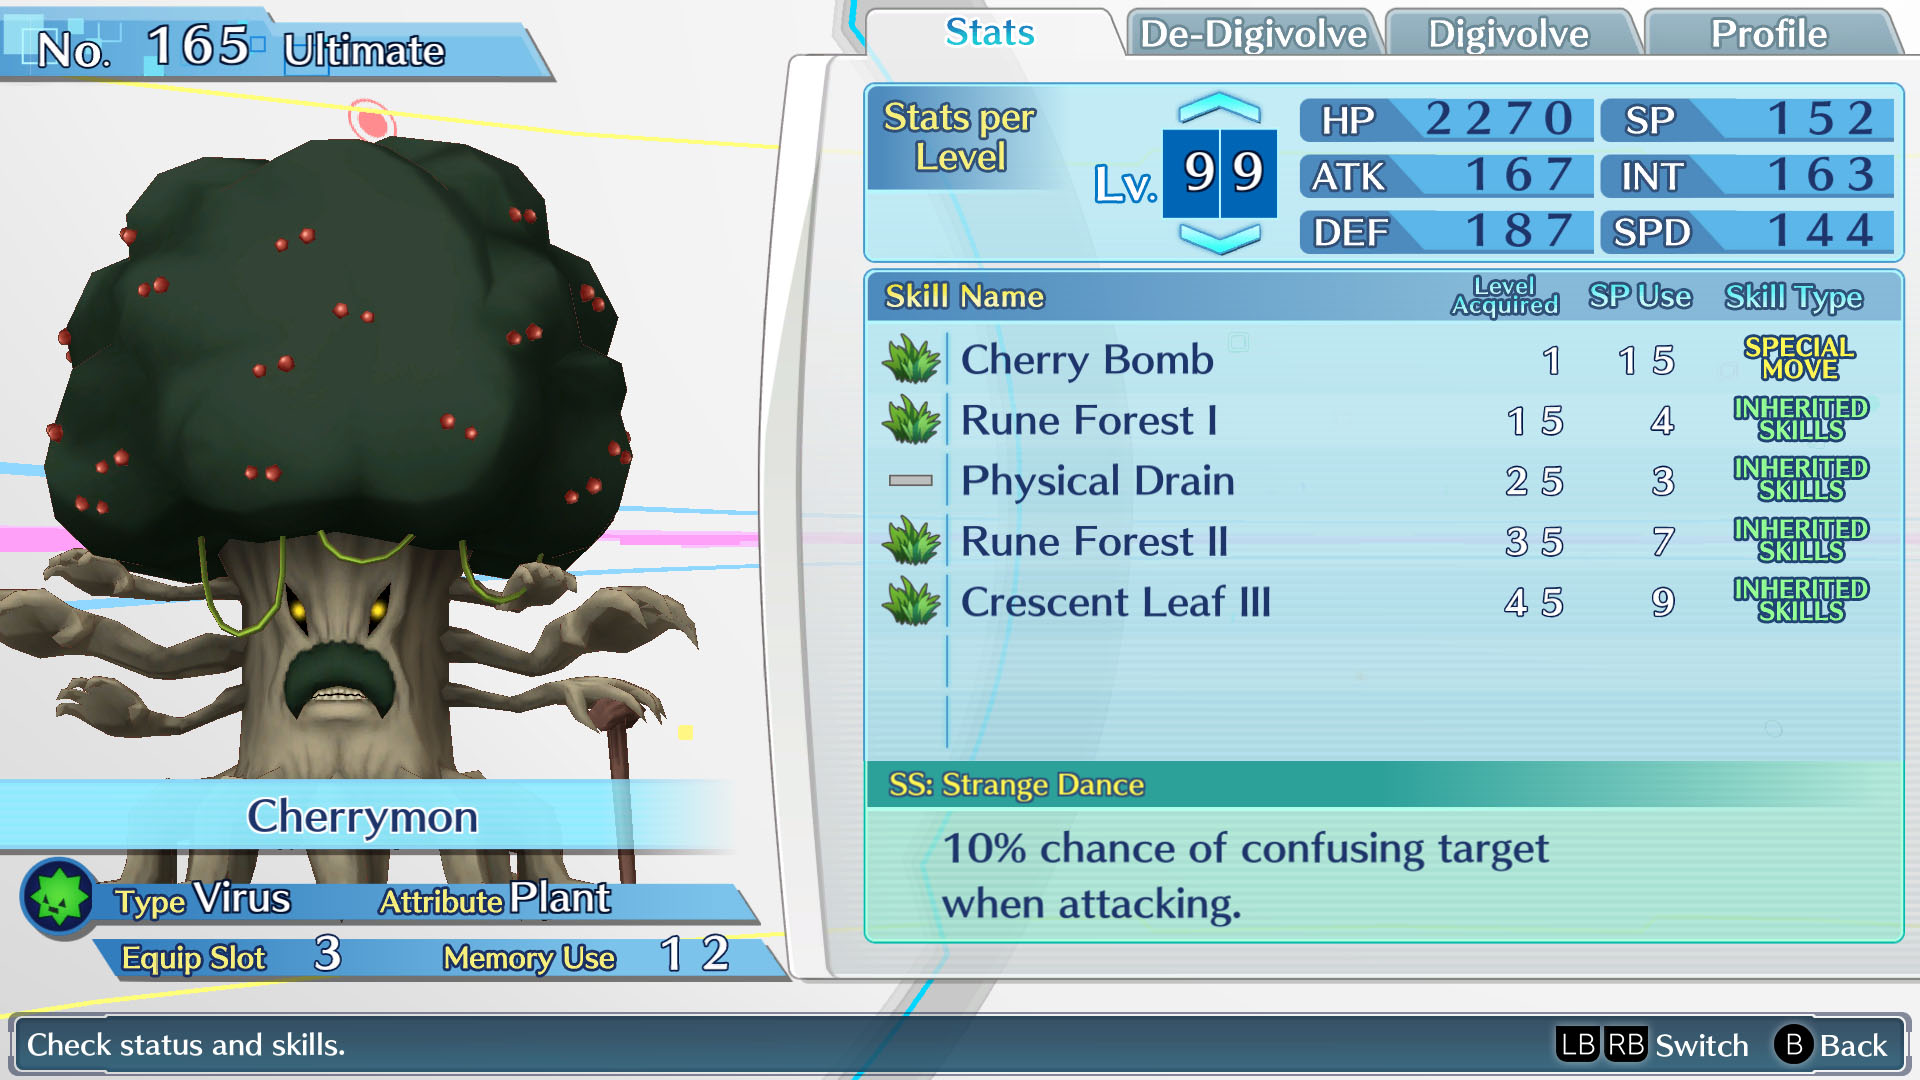 No. 165 Ultimate
Stats De-Digivolve Digivolve Profile
Stats per
Level
Lv. 99
HP 2270 SP 152
ATK 167 INT 163
DEF 187 SPD 144
Skill Name Level Acquired SP Use Skill Type
Cherry Bomb 1 15 SPECIAL MOVE
Rune Forest I 15 4 INHERITED SKILLS
Physical Drain 25 3 INHERITED SKILLS
Rune Forest II 35 7 INHERITED SKILLS
Crescent Leaf III 45 9 INHERITED SKILLS
SS: Strange Dance
10% chance of confusing target
when attacking.
Cherrymon
Type Virus Attribute Plant
Equip Slot 3 Memory Use 12
Check status and skills.
LB RB Switch B Back